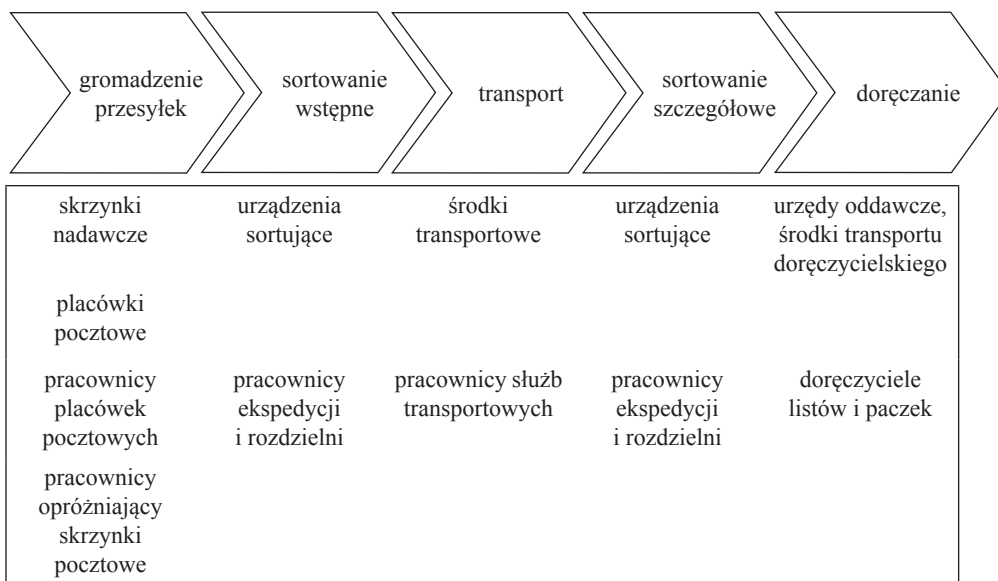 gromadzenie
przesyłek
sortowanie
wstępne
transport
sortowanie
szczegółowe
doręczanie
skrzynki
nadawcze
urządzenia
sortujące
środki
transportowe
urządzenia
sortujące
urzędy oddawcze,
środki transportu
doręczycielskiego
placówki
pocztowe
pracownicy
placówek
pocztowych
pracownicy
ekspedycji
i rozdzielni
pracownicy służb
transportowych
pracownicy
ekspedycji
i rozdzielni
doręczyciele
listów i paczek
pracownicy
opróżniający
skrzynki
pocztowe